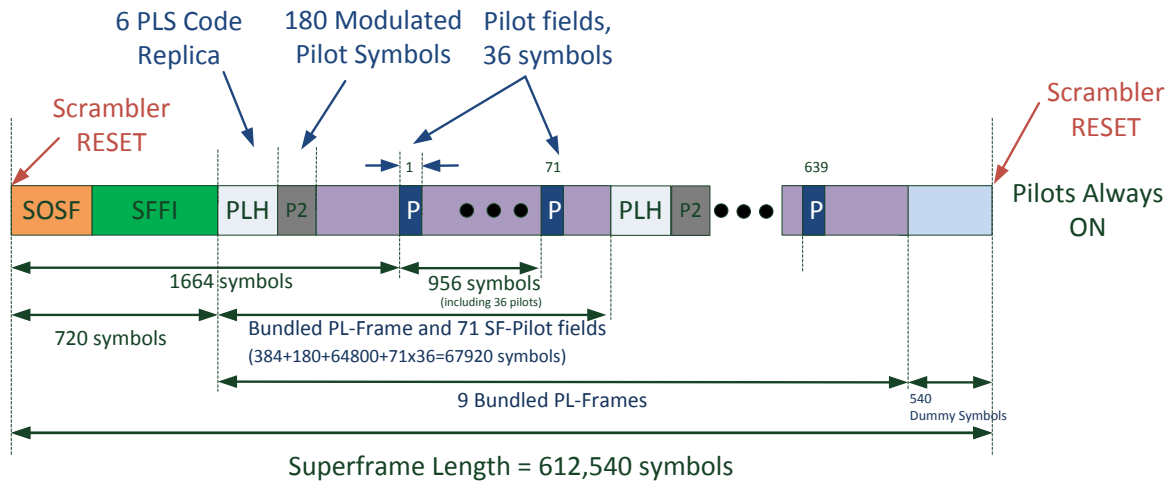 6 PLS Code
Replica
180 Modulated
Pilot Symbols
Pilot fields,
36 symbols
Scrambler
RESET
Scrambler
RESET
1
71
639
SOSF
SFFI
PLH
P2
P
P
PLH
P2
P
Pilots Always
ON
1664 symbols
956 symbols
(including 36 pilots)
720 symbols
Bundled PL-Frame and 71 SF-Pilot fields
(384+180+64800+71x36=67920 symbols)
9 Bundled PL-Frames
540
Dummy Symbols
Superframe Length = 612,540 symbols